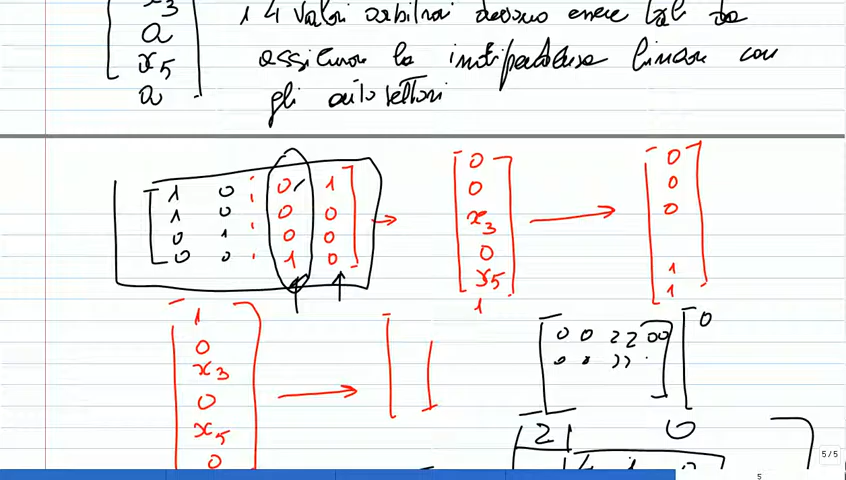 x3
a
x5
a
i 4 valori arbitrari devono essere tali da
assicurare la indipendenza lineare con
gli autovettori
1 0 0 1
1 0 0 0
0 1 0 0
0 0 1 0
0
0
x3
0
x5
1
0
0
0
1
1
1
0
x3
0
x5
0
0 0 2 2 0 0
0
2
0
5/5
5